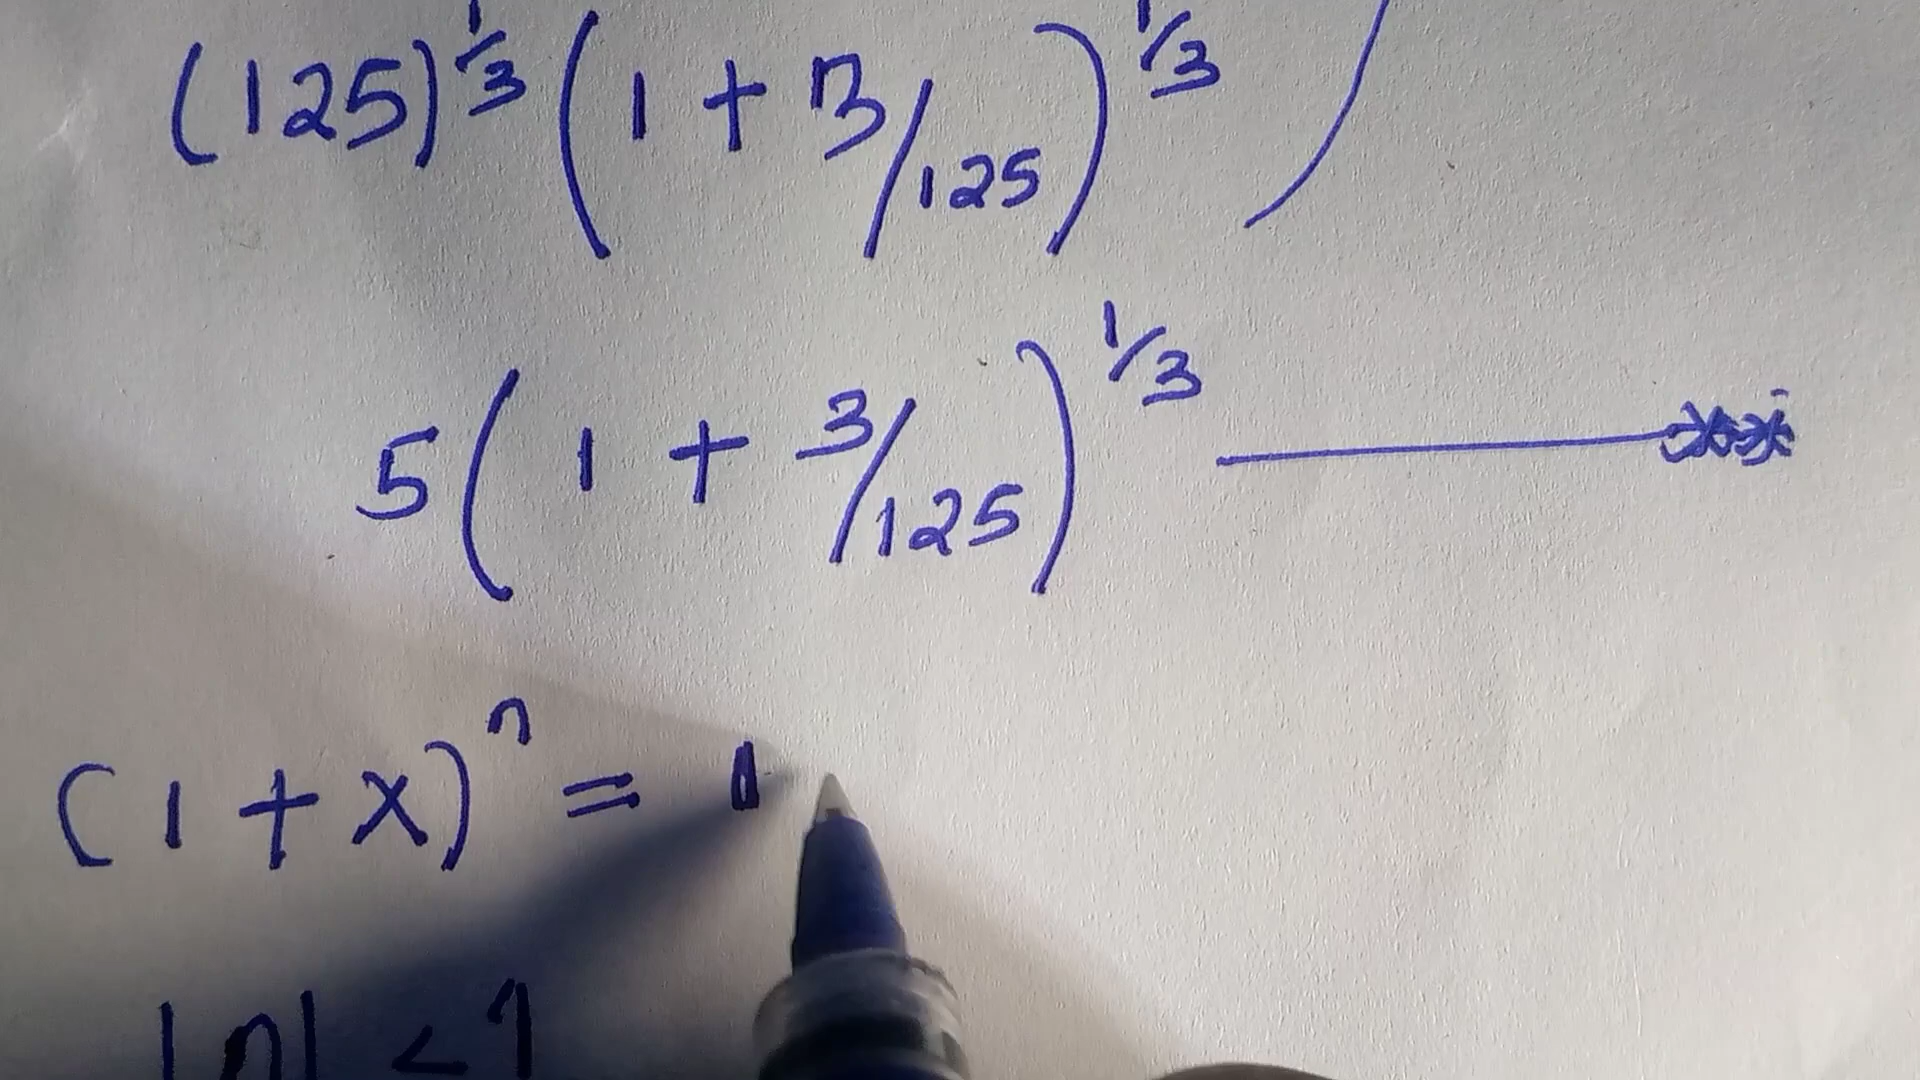 (125)^1/3 (1 + 3/125)^1/3
5(1 + 3/125)^1/3 ——— **
(1 + x)^n = 1
|n| < 1